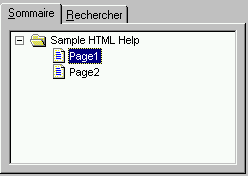 Sommaire Rechercher
Sample HTML Help
Page1
Page2